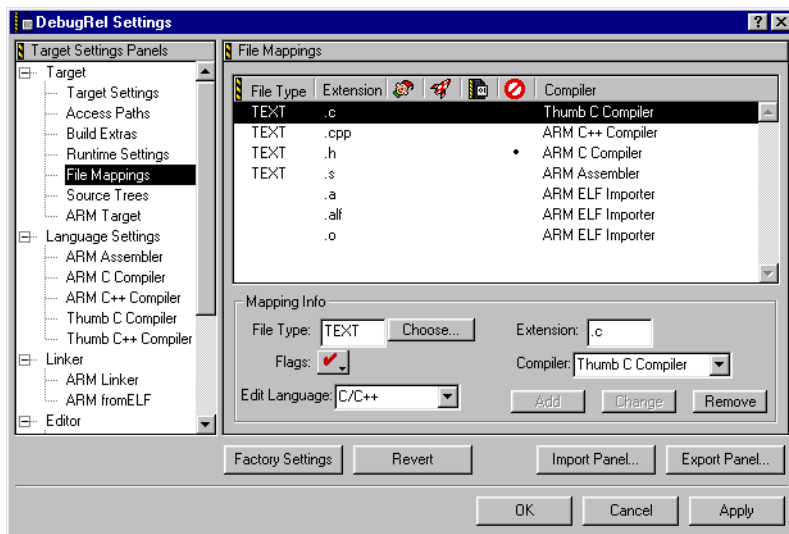 DebugRel Settings
Target Settings Panels
Target
Target Settings
Access Paths
Build Extras
Runtime Settings
File Mappings
Source Trees
ARM Target
Language Settings
ARM Assembler
ARM C Compiler
ARM C++ Compiler
Thumb C Compiler
Thumb C++ Compiler
Linker
ARM Linker
ARM fromELF
Editor
File Mappings
File Type Extension Compiler
TEXT .c Thumb C Compiler
TEXT .cpp ARM C++ Compiler
TEXT .h • ARM C Compiler
TEXT .s ARM Assembler
.a ARM ELF Importer
.alf ARM ELF Importer
.o ARM ELF Importer
Mapping Info
File Type: TEXT Choose... Extension: .c
Flags: Compiler: Thumb C Compiler
Edit Language: C/C++ Add Change Remove
Factory Settings Revert Import Panel... Export Panel...
OK Cancel Apply